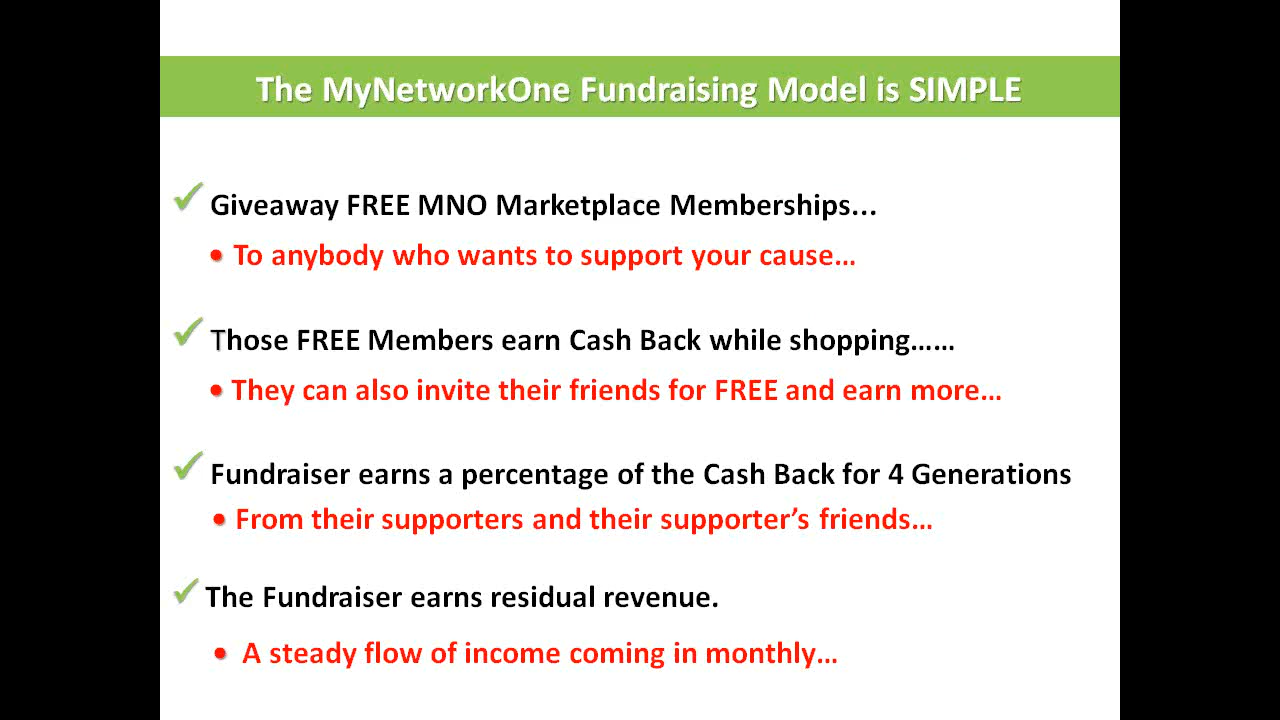 The MyNetworkOne Fundraising Model is SIMPLE
✓ Giveaway FREE MNO Marketplace Memberships...
• To anybody who wants to support your cause…
✓ Those FREE Members earn Cash Back while shopping……
• They can also invite their friends for FREE and earn more…
✓ Fundraiser earns a percentage of the Cash Back for 4 Generations
• From their supporters and their supporter’s friends…
✓ The Fundraiser earns residual revenue.
• A steady flow of income coming in monthly…